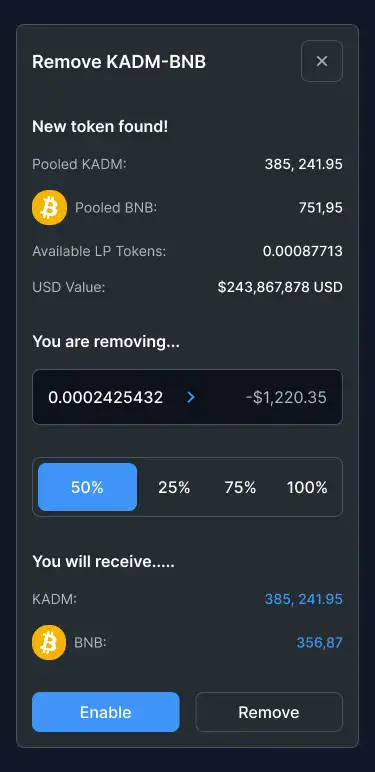 Remove KADM-BNB
New token found!
Pooled KADM: 385, 241.95
Pooled BNB: 751,95
Available LP Tokens: 0.00087713
USD Value: $243,867,878 USD
You are removing...
0.0002425432 -$1,220.35
50% 25% 75% 100%
You will receive.....
KADM: 385, 241.95
BNB: 356,87
Enable Remove